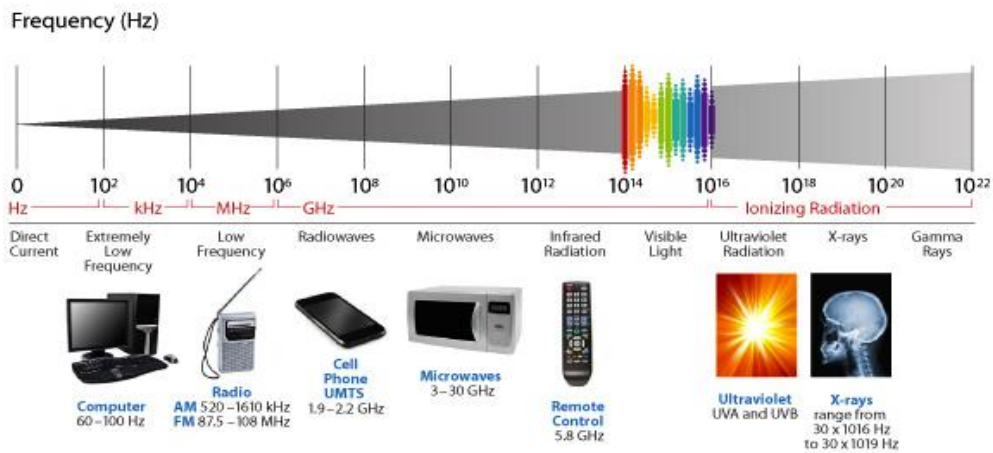 Frequency (Hz)
0 10² 10⁴ 10⁶ 10⁸ 10¹⁰ 10¹² 10¹⁴ 10¹⁶ 10¹⁸ 10²⁰ 10²²
Hz kHz MHz GHz Ionizing Radiation
Direct
Current
Extremely
Low
Frequency
Low
Frequency
Radiowaves
Microwaves
Infrared
Radiation
Visible
Light
Ultraviolet
Radiation
X-rays
Gamma
Rays
Computer
60–100 Hz
Radio
AM 520–1610 kHz
FM 87.5–108 MHz
Cell
Phone
UMTS
1.9–2.2 GHz
Microwaves
3–30 GHz
Remote
Control
5.8 GHz
Ultraviolet
UVA and UVB
X-rays
range from
30 x 1016 Hz
to 30 x 1019 Hz